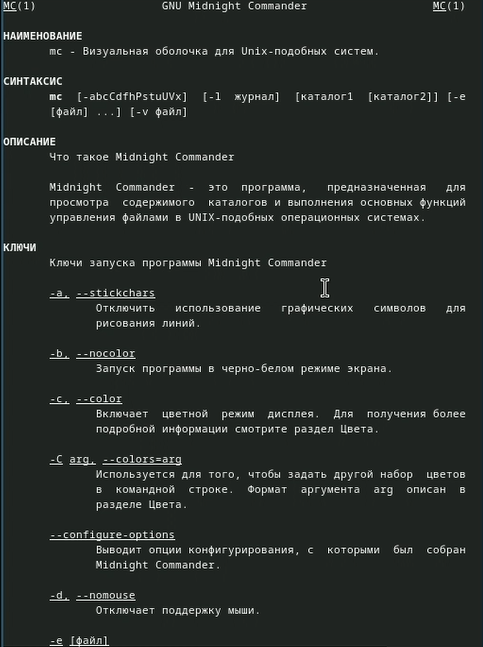 MC(1) GNU Midnight Commander MC(1)
НАИМЕНОВАНИЕ
mc - Визуальная оболочка для Unix-подобных систем.
СИНТАКСИС
mc [-abcCdfhPstuUVx] [-l журнал] [каталог1 [каталог2]] [-e
[файл] ...] [-v файл]
ОПИСАНИЕ
Что такое Midnight Commander
Midnight Commander - это программа, предназначенная для
просмотра содержимого каталогов и выполнения основных функций
управления файлами в UNIX-подобных операционных системах.
КЛЮЧИ
Ключи запуска программы Midnight Commander
-a, --stickchars
Отключить использование графических символов для
рисования линий.
-b, --nocolor
Запуск программы в черно-белом режиме экрана.
-c, --color
Включает цветной режим дисплея. Для получения более
подробной информации смотрите раздел Цвета.
-C arg, --colors=arg
Используется для того, чтобы задать другой набор цветов
в командной строке. Формат аргумента arg описан в
разделе Цвета.
--configure-options
Выводит опции конфигурирования, с которыми был собран
Midnight Commander.
-d, --nomouse
Отключает поддержку мыши.
-e [файл]